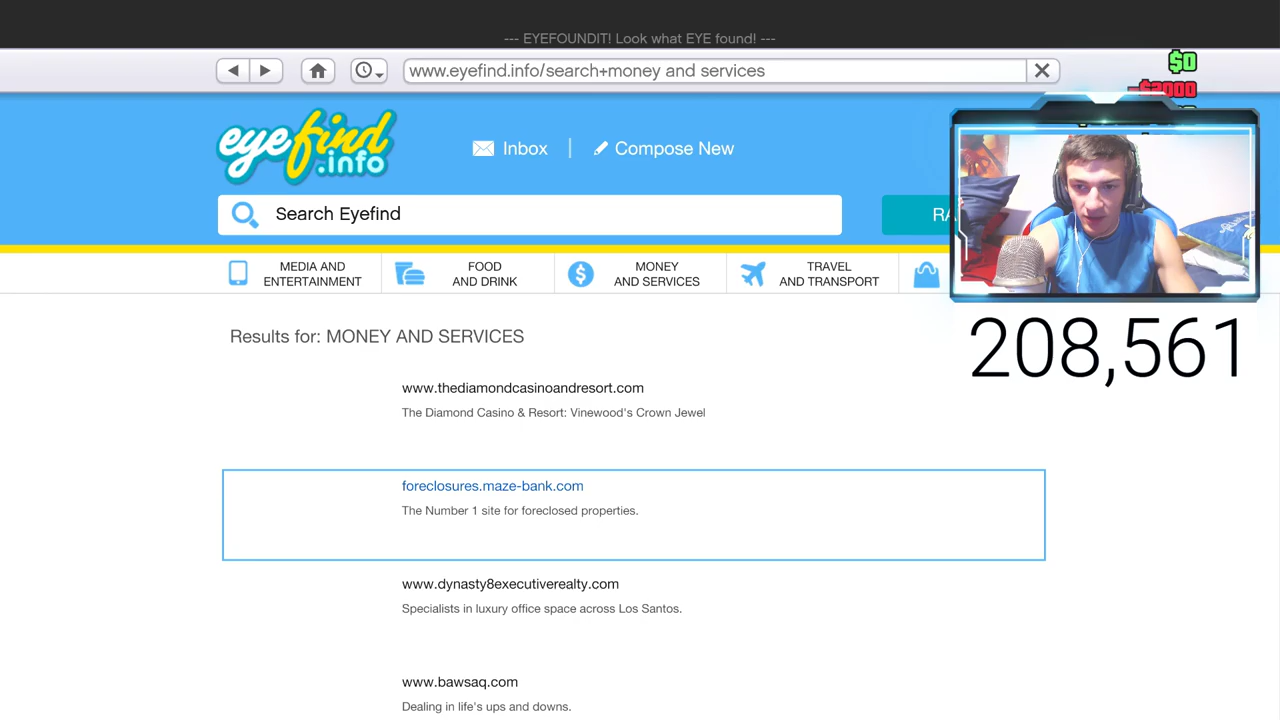 --- EYEFOUNDIT! Look what EYE found! ---
www.eyefind.info/search+money and services
$0
-$2000
eyefind
.info
Inbox
Compose New
Search Eyefind
RA
MEDIA AND
ENTERTAINMENT
FOOD
AND DRINK
MONEY
AND SERVICES
TRAVEL
AND TRANSPORT
208,561
Results for: MONEY AND SERVICES
www.thediamondcasinoandresort.com
The Diamond Casino & Resort: Vinewood's Crown Jewel
foreclosures.maze-bank.com
The Number 1 site for foreclosed properties.
www.dynasty8executiverealty.com
Specialists in luxury office space across Los Santos.
www.bawsaq.com
Dealing in life's ups and downs.